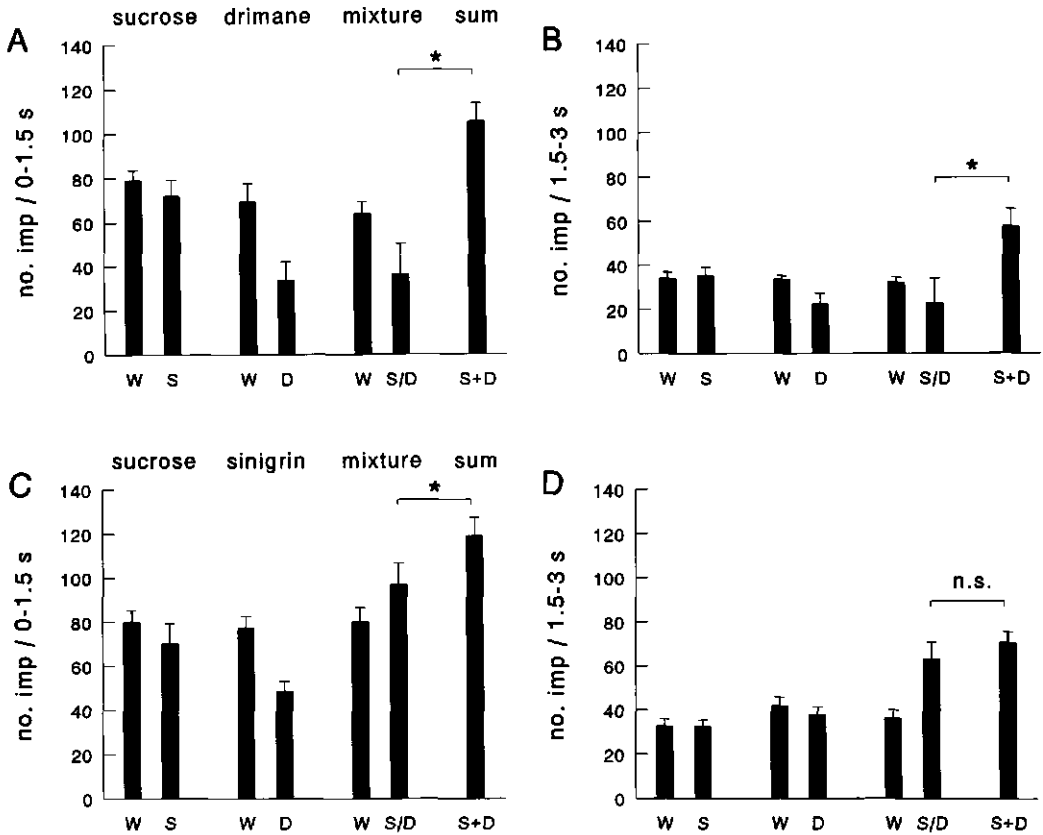 sucrose drimane mixture sum
A
no. imp / 0-1.5 s
140
120
100
80
60
40
20
0
*
W S W D W S/D S+D
B
no. imp / 1.5-3 s
140
120
100
80
60
40
20
0
*
W S W D W S/D S+D
sucrose sinigrin mixture sum
C
no. imp / 0-1.5 s
140
120
100
80
60
40
20
0
*
W S W D W S/D S+D
D
no. imp / 1.5-3 s
140
120
100
80
60
40
20
0
n.s.
W S W D W S/D S+D